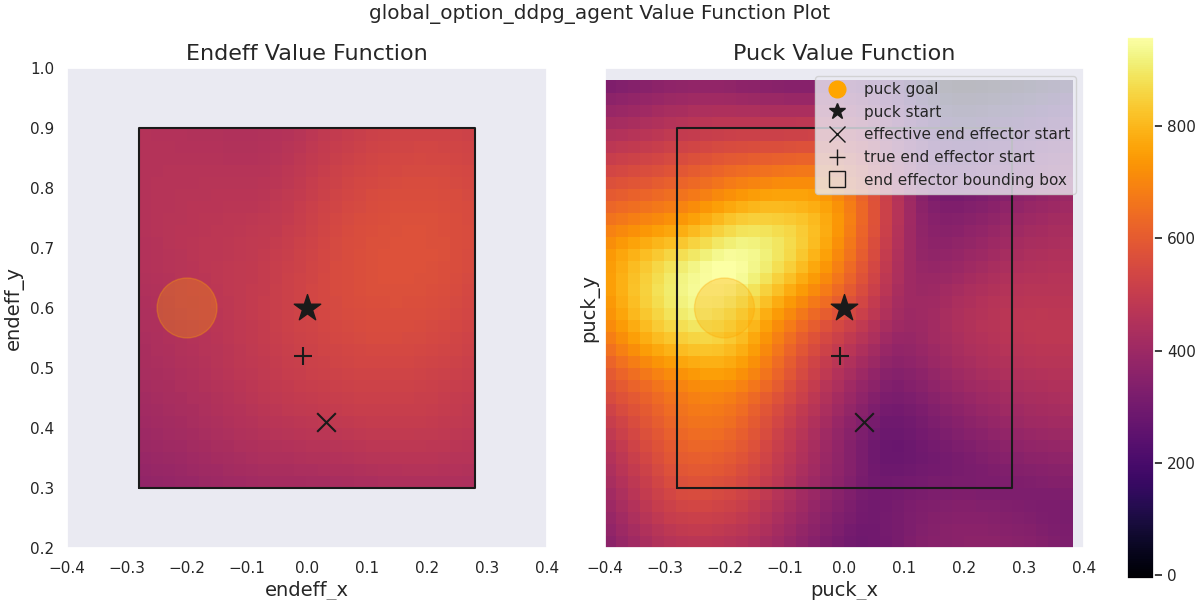 global_option_ddpg_agent Value Function Plot
Endeff Value Function
Puck Value Function
puck goal
puck start
effective end effector start
true end effector start
end effector bounding box
1.0
0.9
0.8
0.7
0.6
0.5
0.4
0.3
0.2
endeff_y
−0.4 −0.3 −0.2 −0.1 0.0 0.1 0.2 0.3 0.4
endeff_x
puck_y
−0.4 −0.3 −0.2 −0.1 0.0 0.1 0.2 0.3 0.4
puck_x
800
600
400
200
0